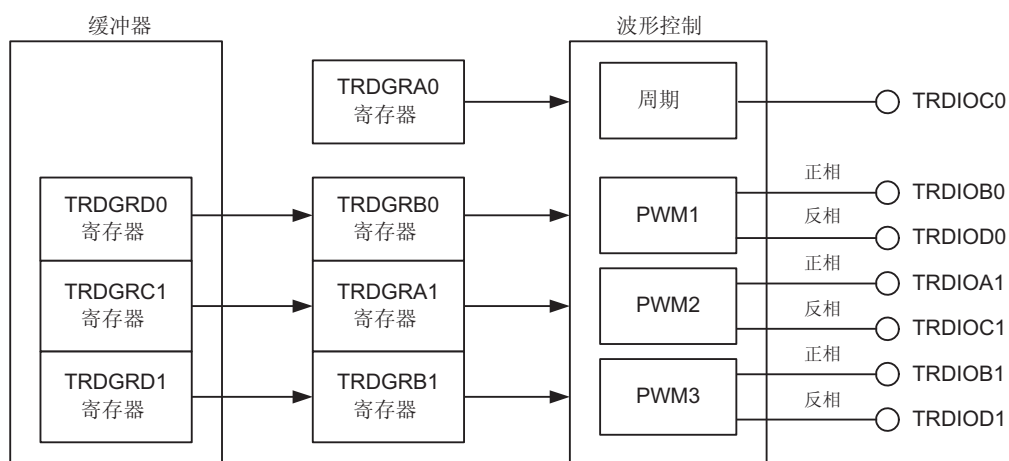 缓冲器
波形控制
TRDGRA0
寄存器
周期
TRDIOC0
TRDGRD0
寄存器
TRDGRB0
寄存器
PWM1
正相
TRDIOB0
反相
TRDIOD0
TRDGRC1
寄存器
TRDGRA1
寄存器
PWM2
正相
TRDIOA1
反相
TRDIOC1
TRDGRD1
寄存器
TRDGRB1
寄存器
PWM3
正相
TRDIOB1
反相
TRDIOD1